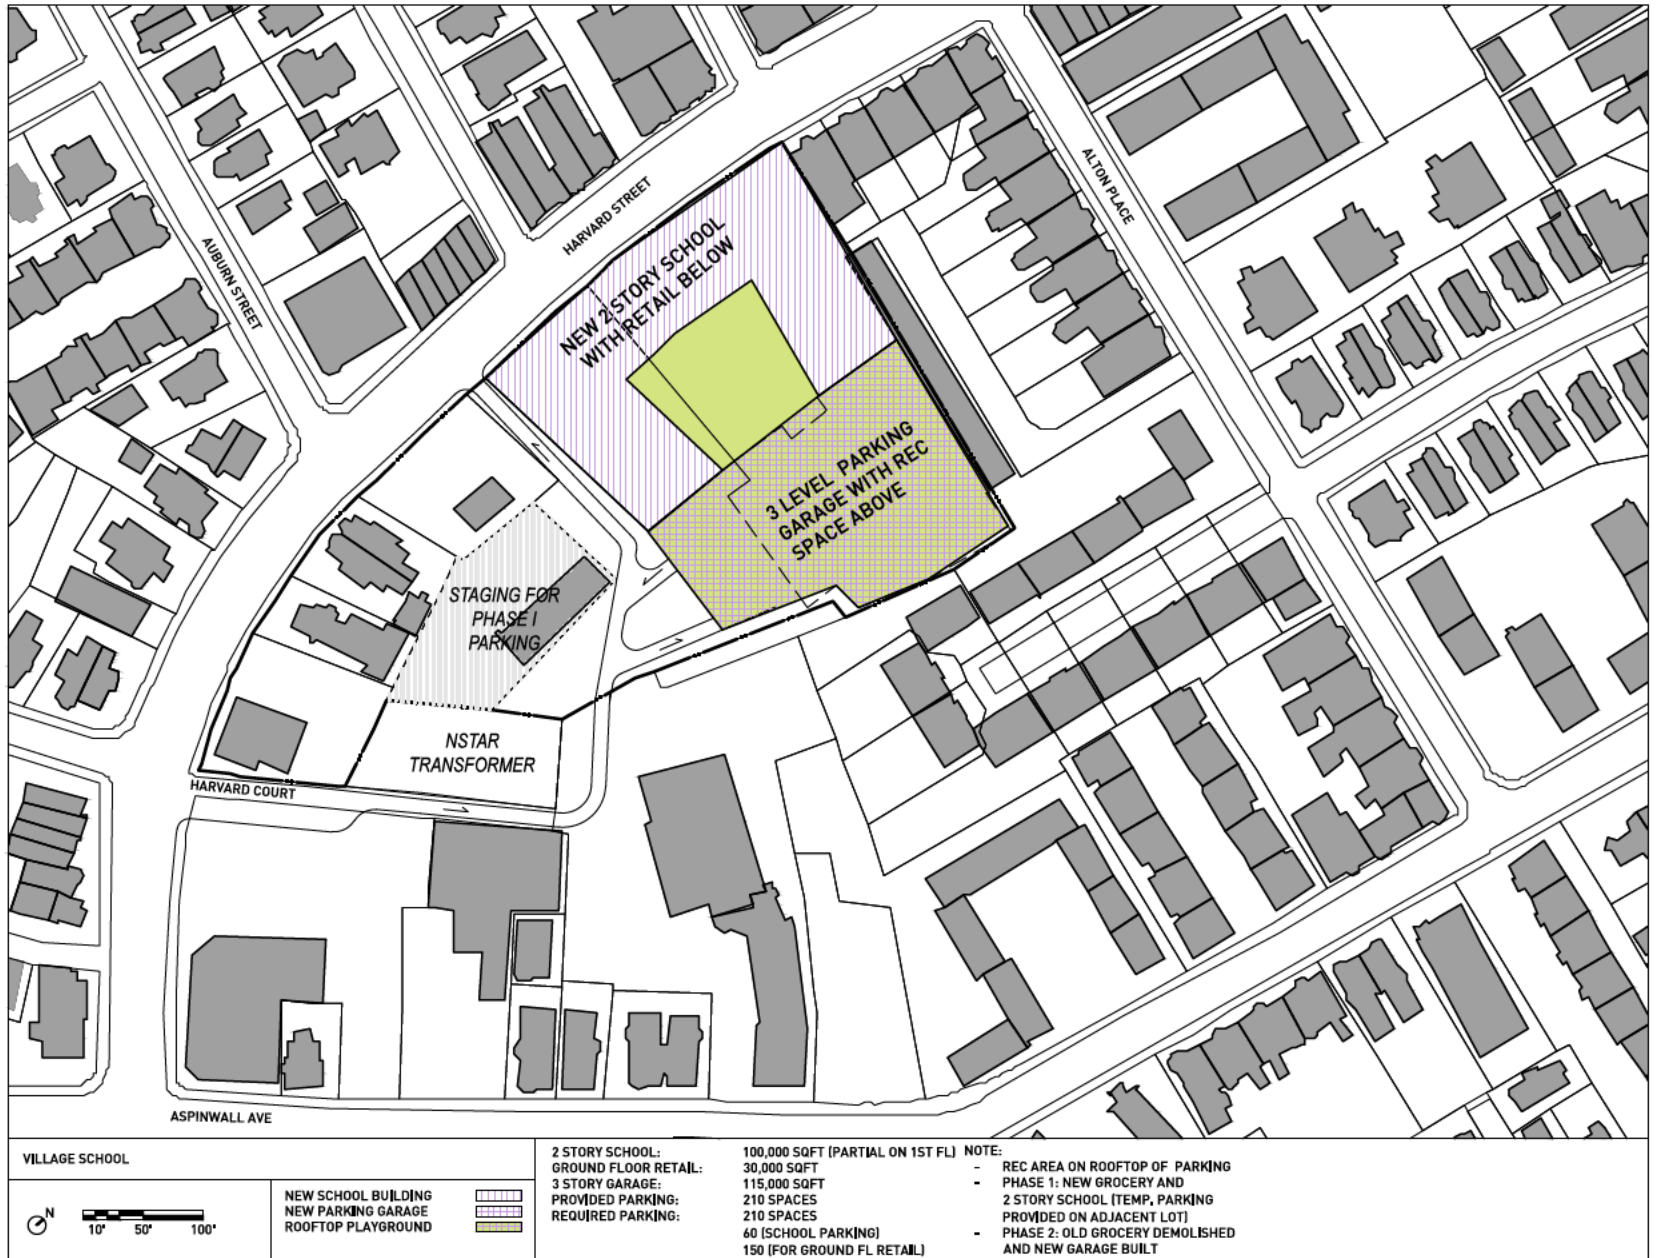 HARVARD STREET
ALTON PLACE
AUBURN STREET
NEW 2 STORY SCHOOL
WITH RETAIL BELOW
3 LEVEL PARKING
GARAGE WITH REC
SPACE ABOVE
STAGING FOR
PHASE I
PARKING
NSTAR
TRANSFORMER
HARVARD COURT
ASPINWALL AVE
VILLAGE SCHOOL
N
10' 50' 100'
NEW SCHOOL BUILDING
NEW PARKING GARAGE
ROOFTOP PLAYGROUND
2 STORY SCHOOL: 100,000 SQFT (PARTIAL ON 1ST FL)
GROUND FLOOR RETAIL: 30,000 SQFT
3 STORY GARAGE: 115,000 SQFT
PROVIDED PARKING: 210 SPACES
REQUIRED PARKING: 210 SPACES
60 (SCHOOL PARKING)
150 (FOR GROUND FL RETAIL)
NOTE:
- REC AREA ON ROOFTOP OF PARKING
- PHASE 1: NEW GROCERY AND
2 STORY SCHOOL (TEMP, PARKING
PROVIDED ON ADJACENT LOT)
- PHASE 2: OLD GROCERY DEMOLISHED
AND NEW GARAGE BUILT